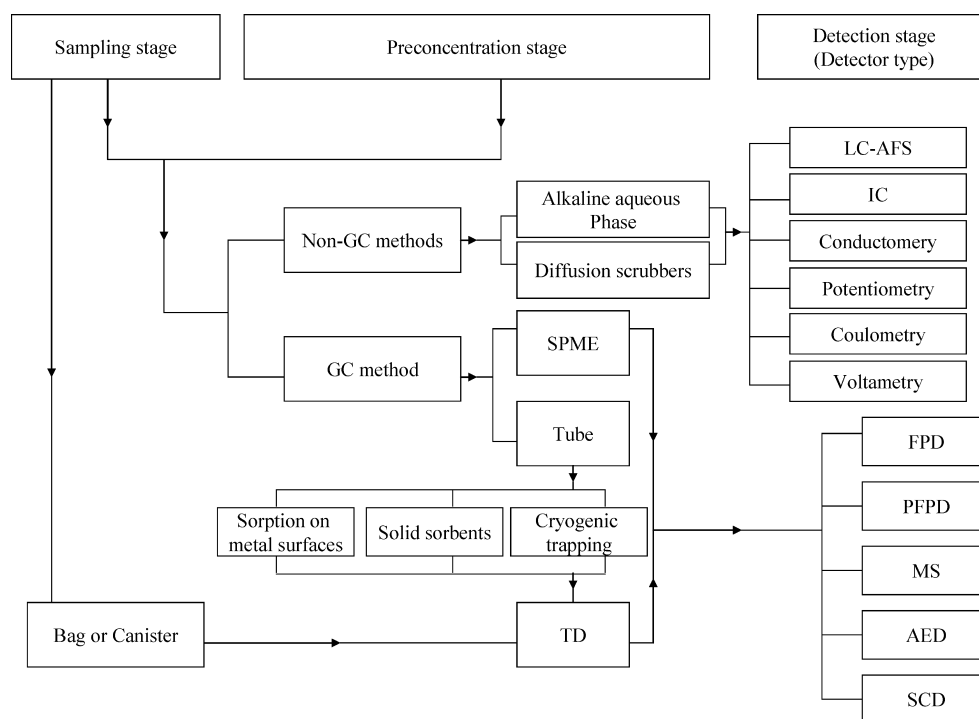 Sampling stage
Preconcentration stage
Detection stage
(Detector type)
LC-AFS
IC
Conductomery
Potentiometry
Coulometry
Voltametry
Non-GC methods
Alkaline aqueous
Phase
Diffusion scrubbers
GC method
SPME
Tube
Sorption on
metal surfaces
Solid sorbents
Cryogenic
trapping
Bag or Canister
TD
FPD
PFPD
MS
AED
SCD